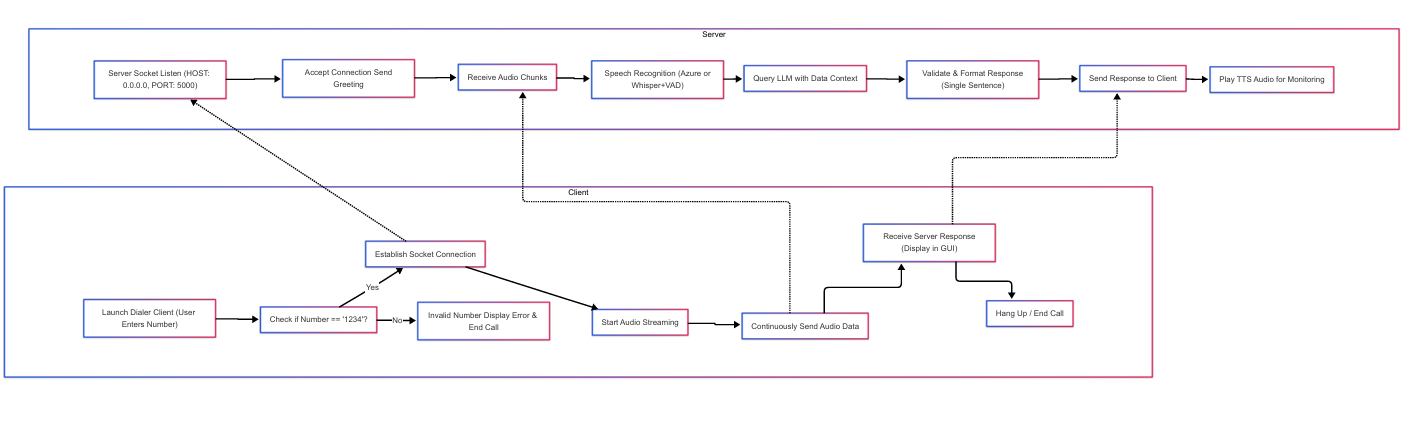 Server
Server Socket Listen (HOST:
0.0.0.0, PORT: 5000)
Accept Connection Send
Greeting
Receive Audio Chunks
Speech Recognition (Azure or
Whisper+VAD)
Query LLM with Data Context
Validate & Format Response
(Single Sentence)
Send Response to Client
Play TTS Audio for Monitoring
Client
Launch Dialer Client (User
Enters Number)
Check if Number == '1234'?
Yes
No
Establish Socket Connection
Invalid Number Display Error &
End Call
Start Audio Streaming
Continuously Send Audio Data
Receive Server Response
(Display in GUI)
Hang Up / End Call